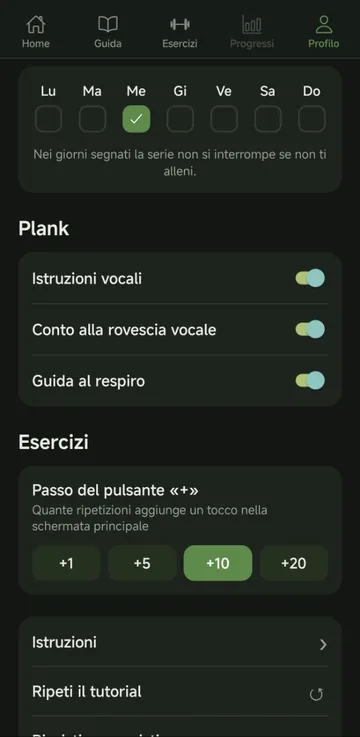 Home Guida Esercizi Progressi Profilo
Lu Ma Me Gi Ve Sa Do
Nei giorni segnati la serie non si interrompe se non ti
alleni.
Plank
Istruzioni vocali
Conto alla rovescia vocale
Guida al respiro
Esercizi
Passo del pulsante «+»
Quante ripetizioni aggiunge un tocco nella
schermata principale
+1 +5 +10 +20
Istruzioni
Ripeti il tutorial